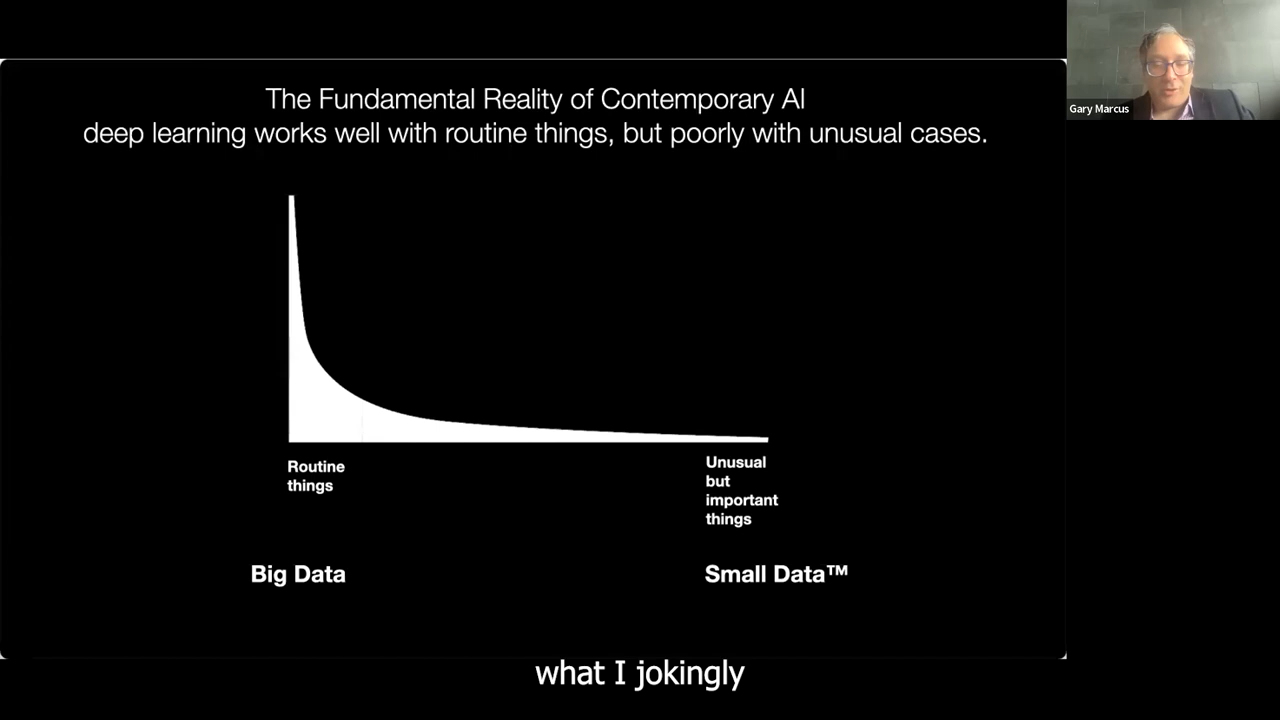 The Fundamental Reality of Contemporary AI
deep learning works well with routine things, but poorly with unusual cases.
Gary Marcus
Routine
things
Unusual
but
important
things
Big Data
Small Data™
what I jokingly